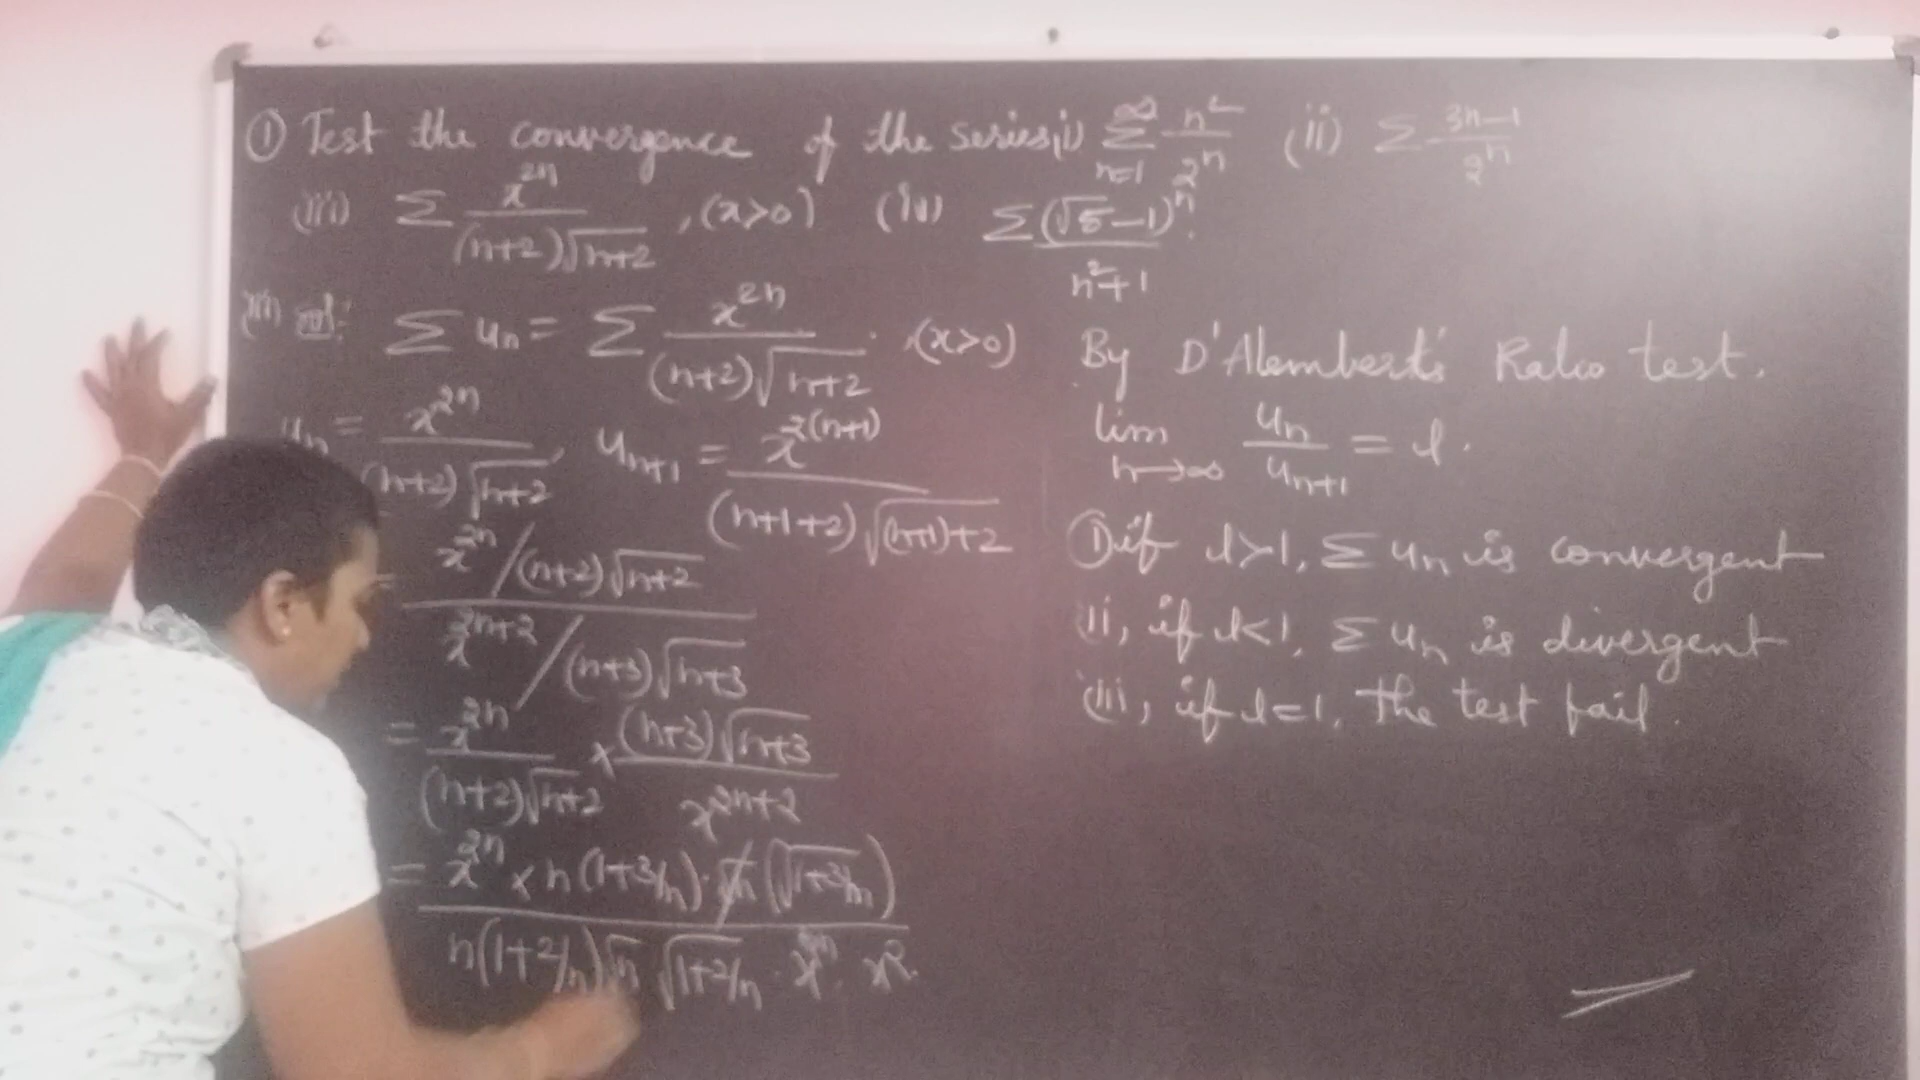 ① Test the convergence of the series, i) ∑_{n=1}^{∞} n²/2ⁿ (ii) ∑ (3n-1)/2ⁿ
(iii) ∑ x^{2n}/((n+2)√(n+2)), (x>0) (iv) ∑ (√5-1)ⁿ/(n²+1).
(iii) sol: ∑ uₙ = ∑ x^{2n}/((n+2)√(n+2)), (x>0)
uₙ = x^{2n}/((n+2)√(n+2)), uₙ₊₁ = x^{2(n+1)}/((n+1+2)√((n+1)+2))
= (x^{2n}/(n+2)√(n+2))/(x^{2n+2}/(n+3)√(n+3))
= x^{2n}/((n+2)√(n+2)) × ((n+3)√(n+3))/x^{2n+2}
= (x^{2n} × n(1+3/n)·√n(√(1+3/n)))/(n(1+2/n)√n √(1+2/n) · x^{2n} · x²)
By D'Alembert's Ratio test.
lim_{n→∞} uₙ/uₙ₊₁ = l.
① if l>1, ∑ uₙ is convergent
(ii, if l<1, ∑ uₙ is divergent
(iii, if l=1, the test fail.